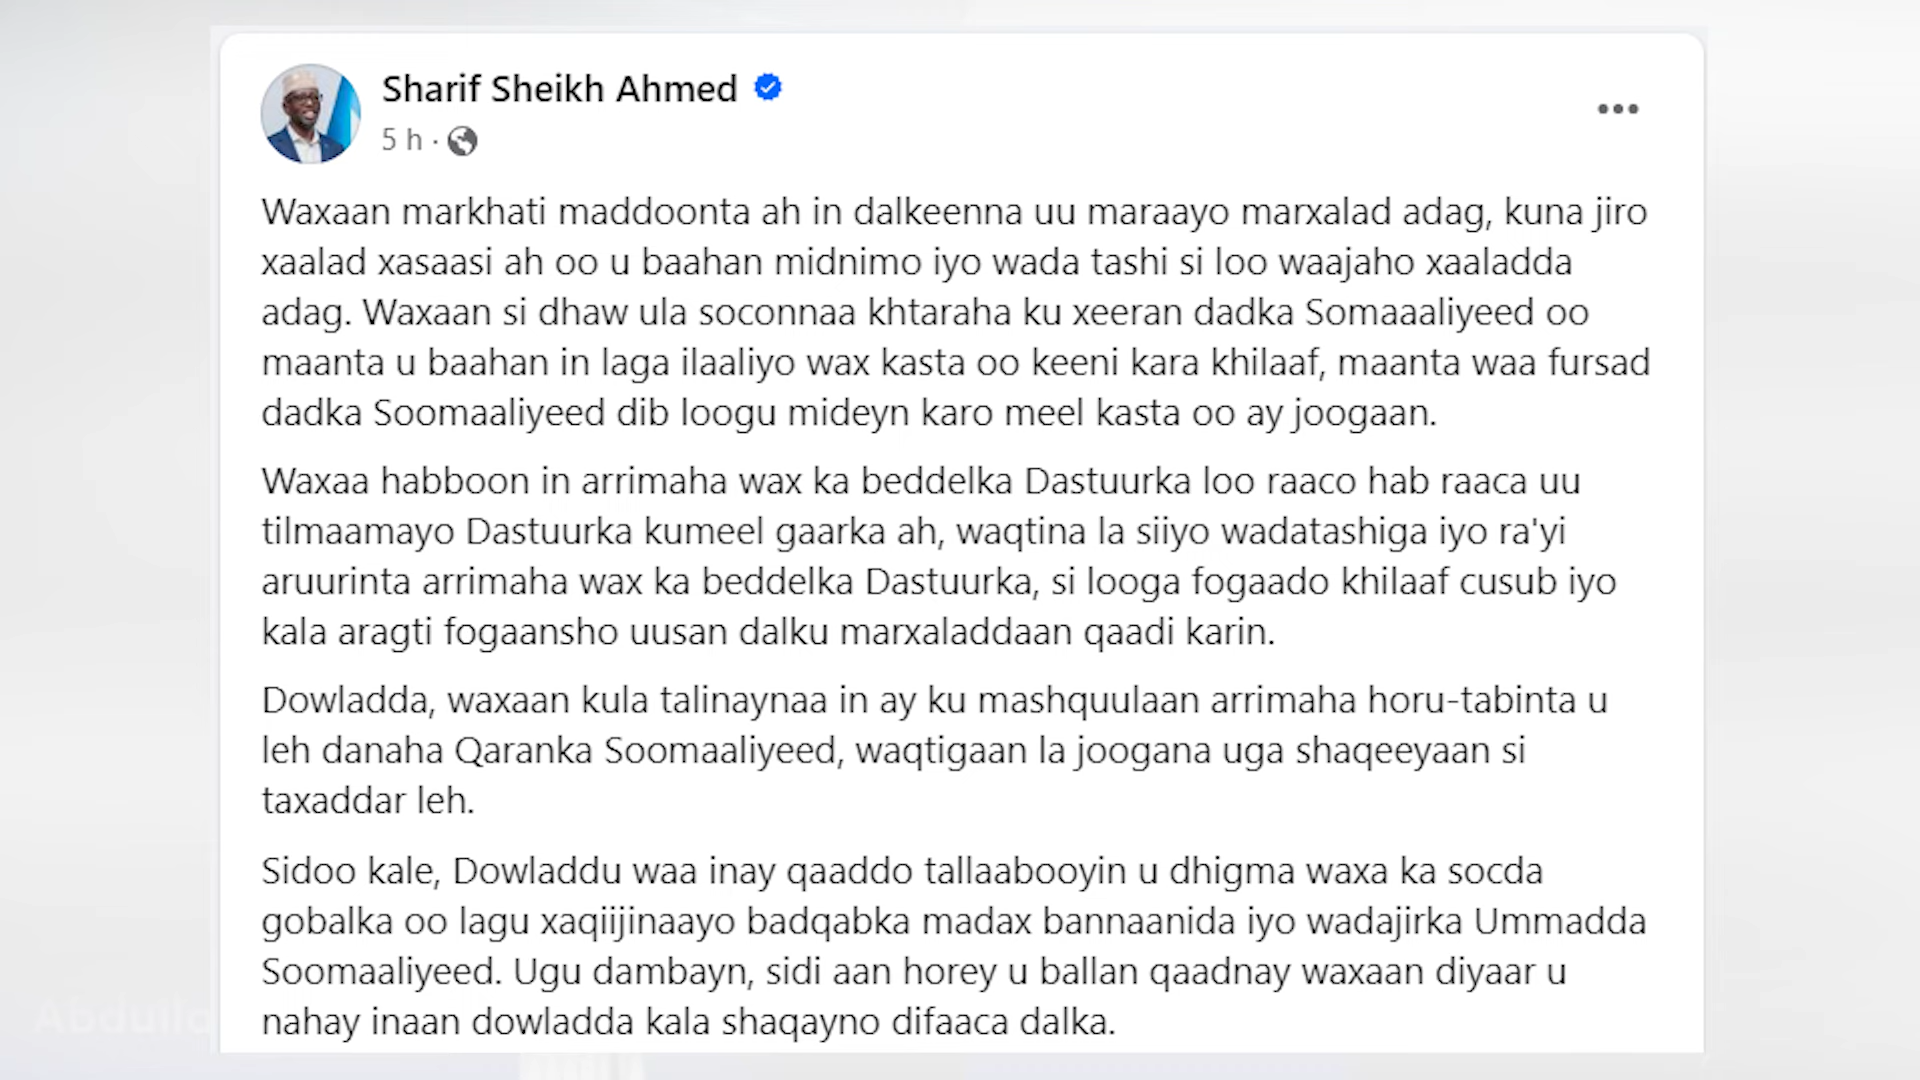 Sharif Sheikh Ahmed
5 h ·
Waxaan markhati maddoonta ah in dalkeenna uu maraayo marxalad adag, kuna jiro
xaalad xasaasi ah oo u baahan midnimo iyo wada tashi si loo waajaho xaaladda
adag. Waxaan si dhaw ula soconnaa khtaraha ku xeeran dadka Somaaaliyeed oo
maanta u baahan in laga ilaaliyo wax kasta oo keeni kara khilaaf, maanta waa fursad
dadka Soomaaliyeed dib loogu mideyn karo meel kasta oo ay joogaan.
Waxaa habboon in arrimaha wax ka beddelka Dastuurka loo raaco hab raaca uu
tilmaamayo Dastuurka kumeel gaarka ah, waqtina la siiyo wadatashiga iyo ra'yi
aruurinta arrimaha wax ka beddelka Dastuurka, si looga fogaado khilaaf cusub iyo
kala aragti fogaansho uusan dalku marxaladdaan qaadi karin.
Dowladda, waxaan kula talinaynaa in ay ku mashquulaan arrimaha horu-tabinta u
leh danaha Qaranka Soomaaliyeed, waqtigaan la joogana uga shaqeeyaan si
taxaddar leh.
Sidoo kale, Dowladdu waa inay qaaddo tallaabooyin u dhigma waxa ka socda
gobalka oo lagu xaqiijinaayo badqabka madax bannaanida iyo wadajirka Ummadda
Soomaaliyeed. Ugu dambayn, sidi aan horey u ballan qaadnay waxaan diyaar u
nahay inaan dowladda kala shaqayno difaaca dalka.